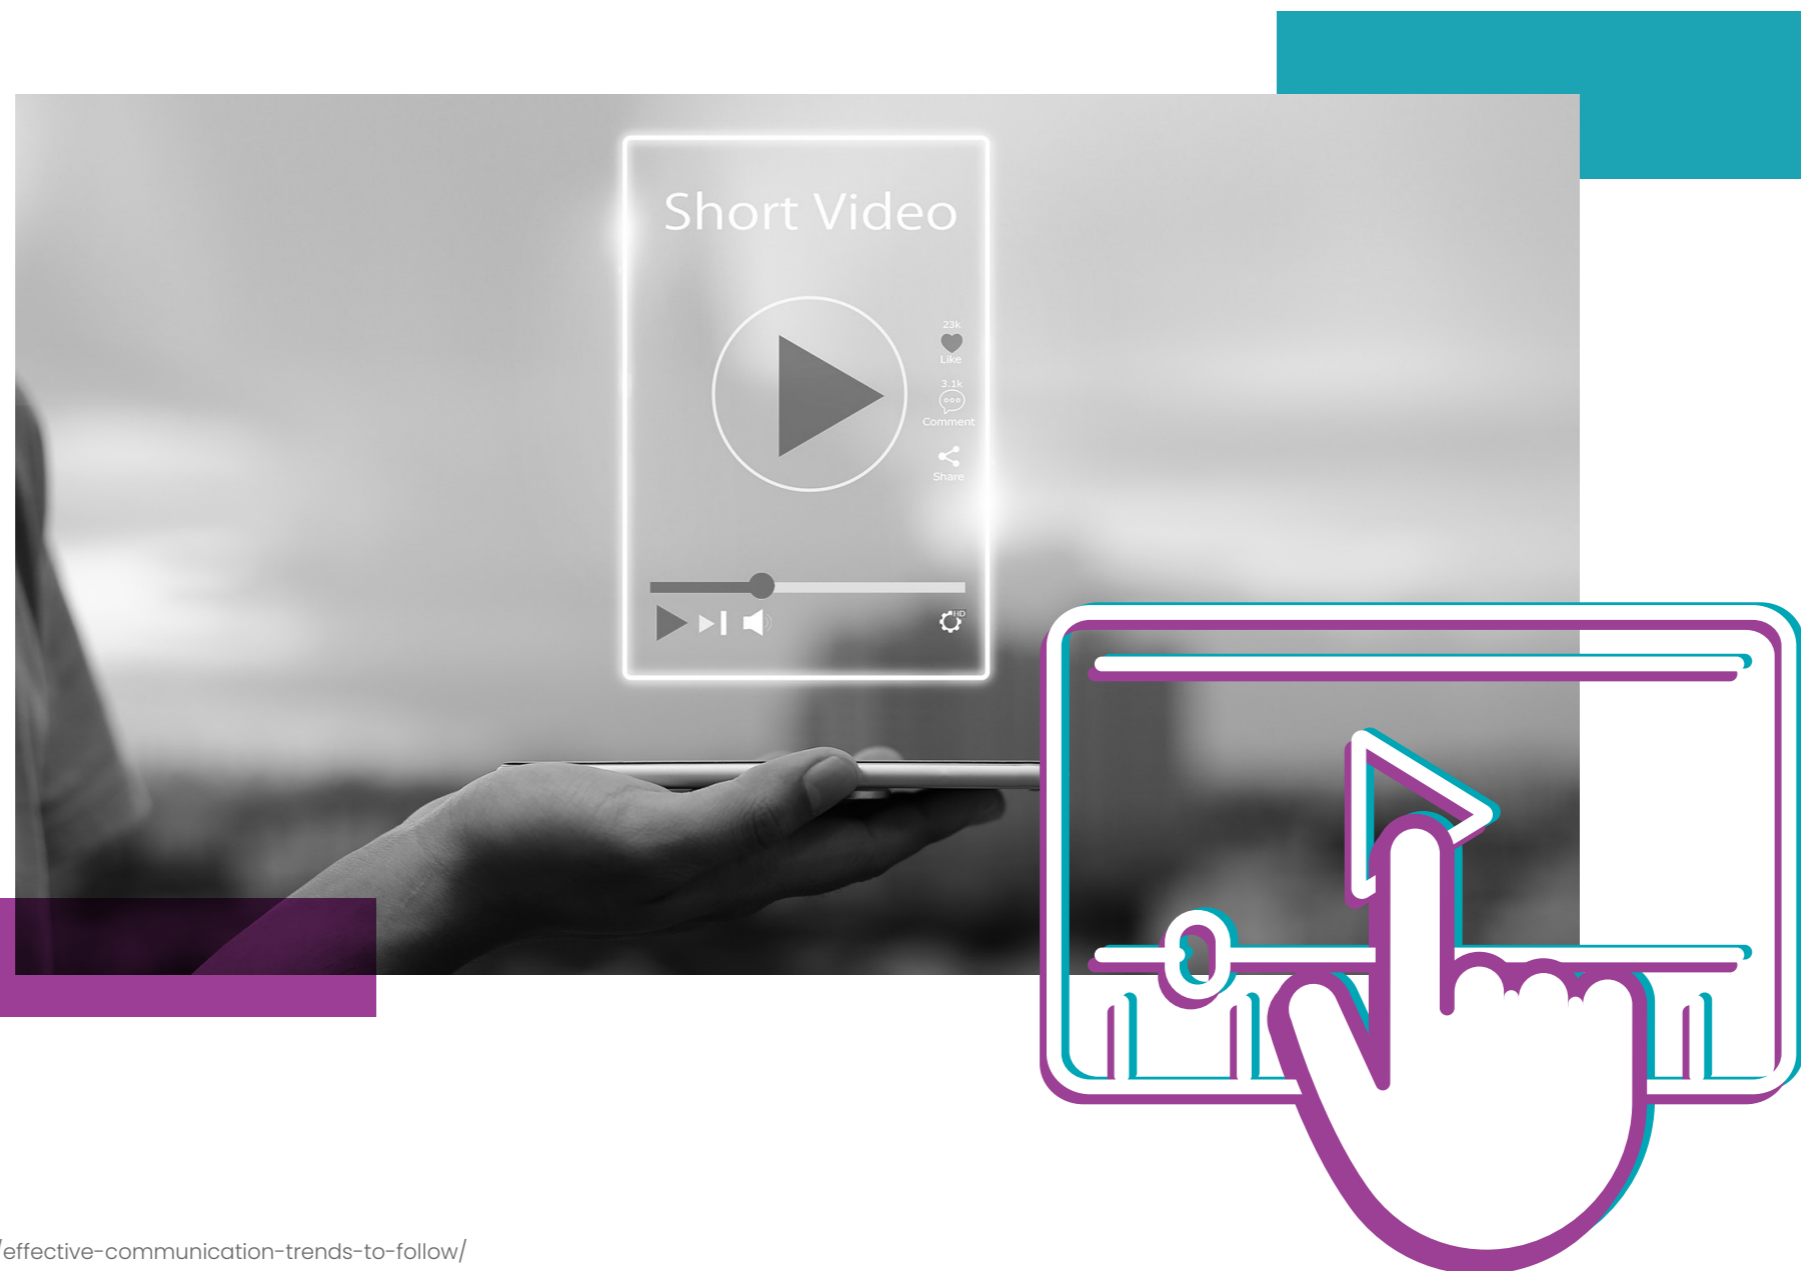 Short Video
23k
Like
3.1k
Comment
Share
HD
/effective-communication-trends-to-follow/